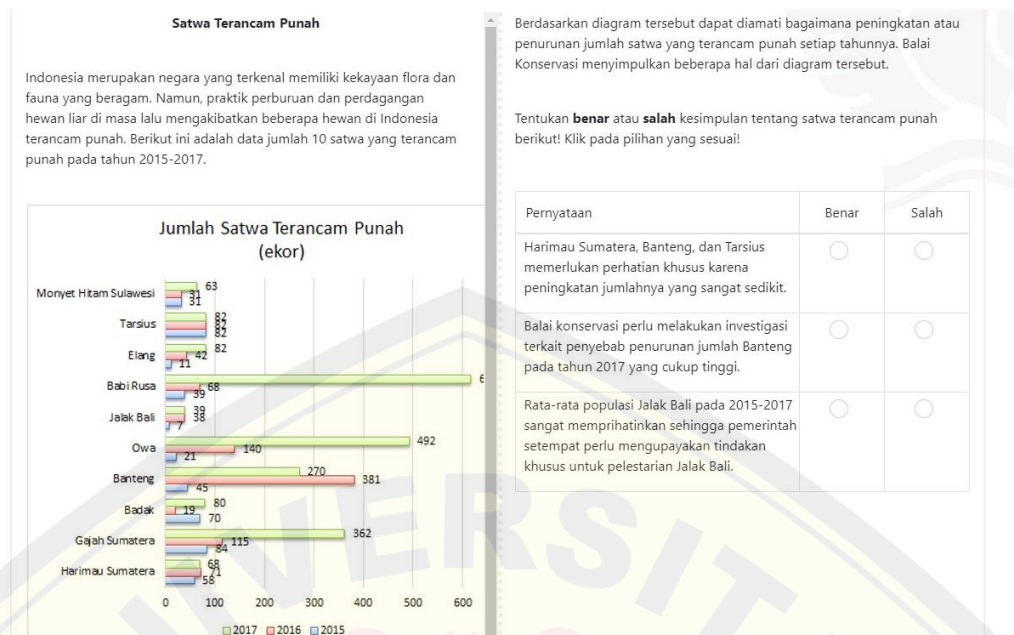 Satwa Terancam Punah
Indonesia merupakan negara yang terkenal memiliki kekayaan flora dan
fauna yang beragam. Namun, praktik perburuan dan perdagangan
hewan liar di masa lalu mengakibatkan beberapa hewan di Indonesia
terancam punah. Berikut ini adalah data jumlah 10 satwa yang terancam
punah pada tahun 2015-2017.
Jumlah Satwa Terancam Punah
(ekor)
Monyet Hitam Sulawesi 63 31 31
Tarsius 82 82 82
Elang 82 42 11
Babi Rusa 68 39
Jalak Bali 39 38 7
Owa 492 140 21
Banteng 270 381 45
Badak 80 19 70
Gajah Sumatera 362 115 84
Harimau Sumatera 68 71 58
0 100 200 300 400 500 600
2017 2016 2015
Berdasarkan diagram tersebut dapat diamati bagaimana peningkatan atau
penurunan jumlah satwa yang terancam punah setiap tahunnya. Balai
Konservasi menyimpulkan beberapa hal dari diagram tersebut.
Tentukan benar atau salah kesimpulan tentang satwa terancam punah
berikut! Klik pada pilihan yang sesuai!
Pernyataan Benar Salah
Harimau Sumatera, Banteng, dan Tarsius
memerlukan perhatian khusus karena
peningkatan jumlahnya yang sangat sedikit.
Balai konservasi perlu melakukan investigasi
terkait penyebab penurunan jumlah Banteng
pada tahun 2017 yang cukup tinggi.
Rata-rata populasi Jalak Bali pada 2015-2017
sangat memprihatinkan sehingga pemerintah
setempat perlu mengupayakan tindakan
khusus untuk pelestarian Jalak Bali.